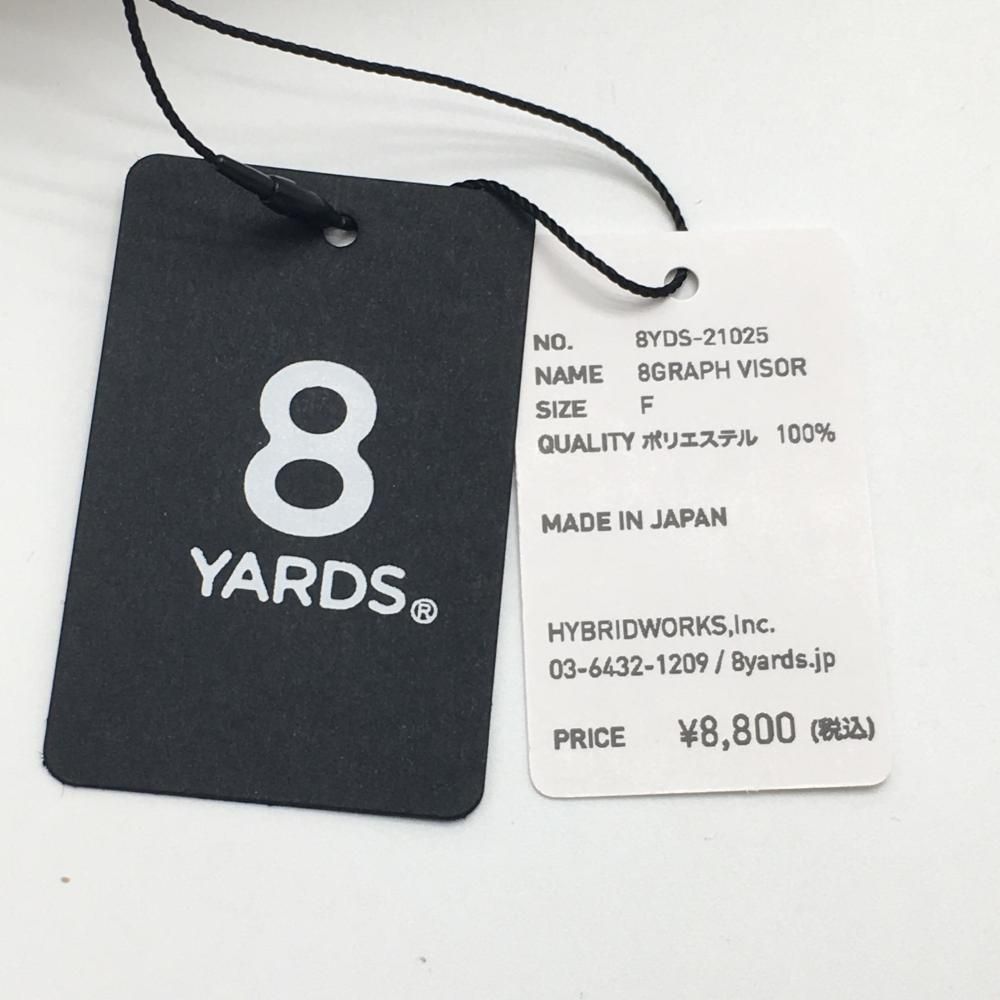 8
YARDS®
NO. 8YDS-21025
NAME 8GRAPH VISOR
SIZE F
QUALITY ポリエステル 100%
MADE IN JAPAN
HYBRIDWORKS,Inc.
03-6432-1209 / 8yards.jp
PRICE ¥8,800 (税込)